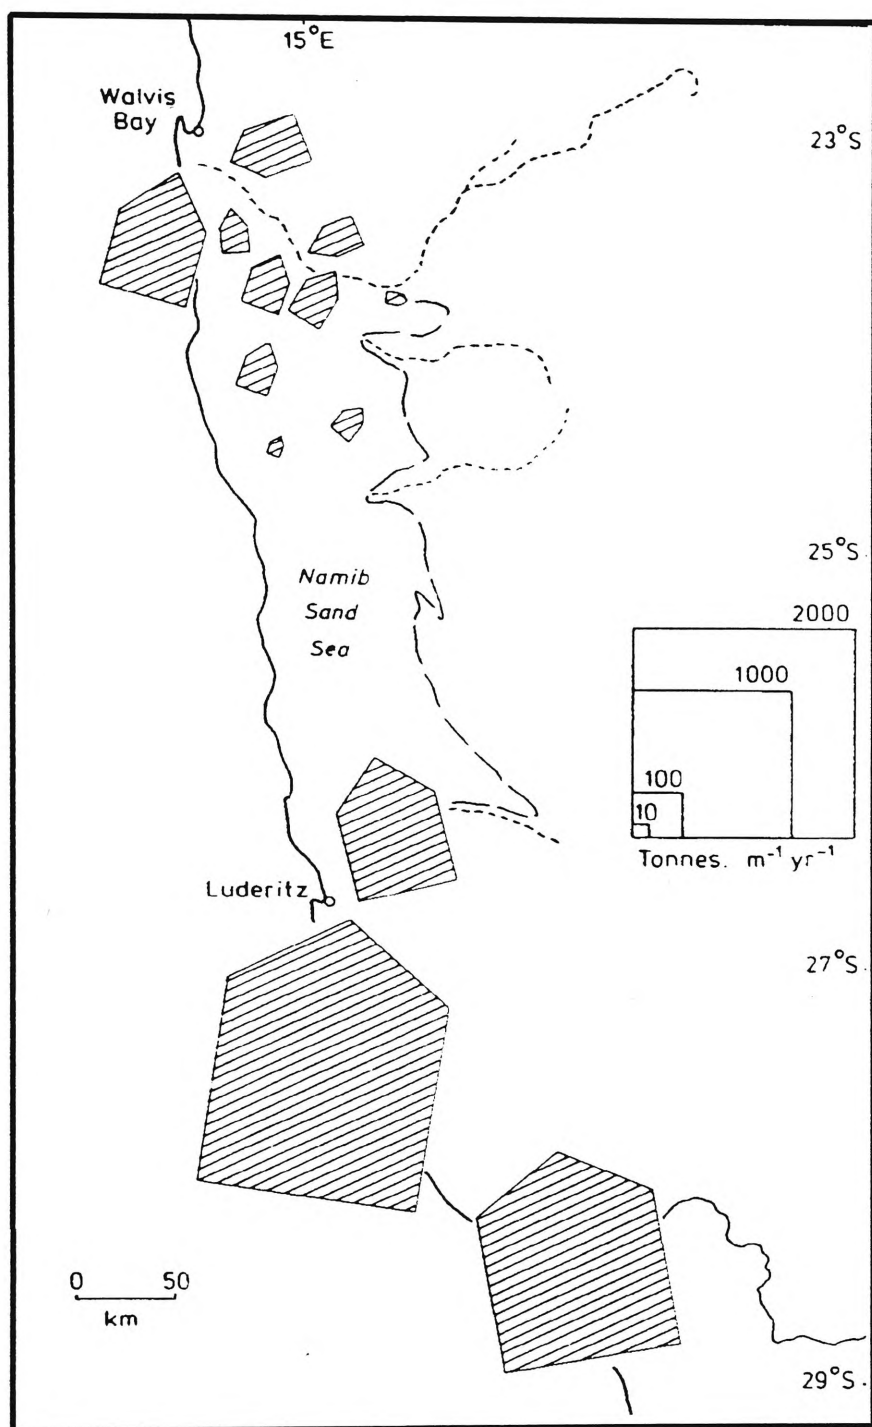 15°E
Walvis
Bay
23°S
25°S
Namib
Sand
Sea
2000
1000
100
10
Tonnes. m⁻¹ yr⁻¹
Luderitz
27°S
0 50
km
29°S